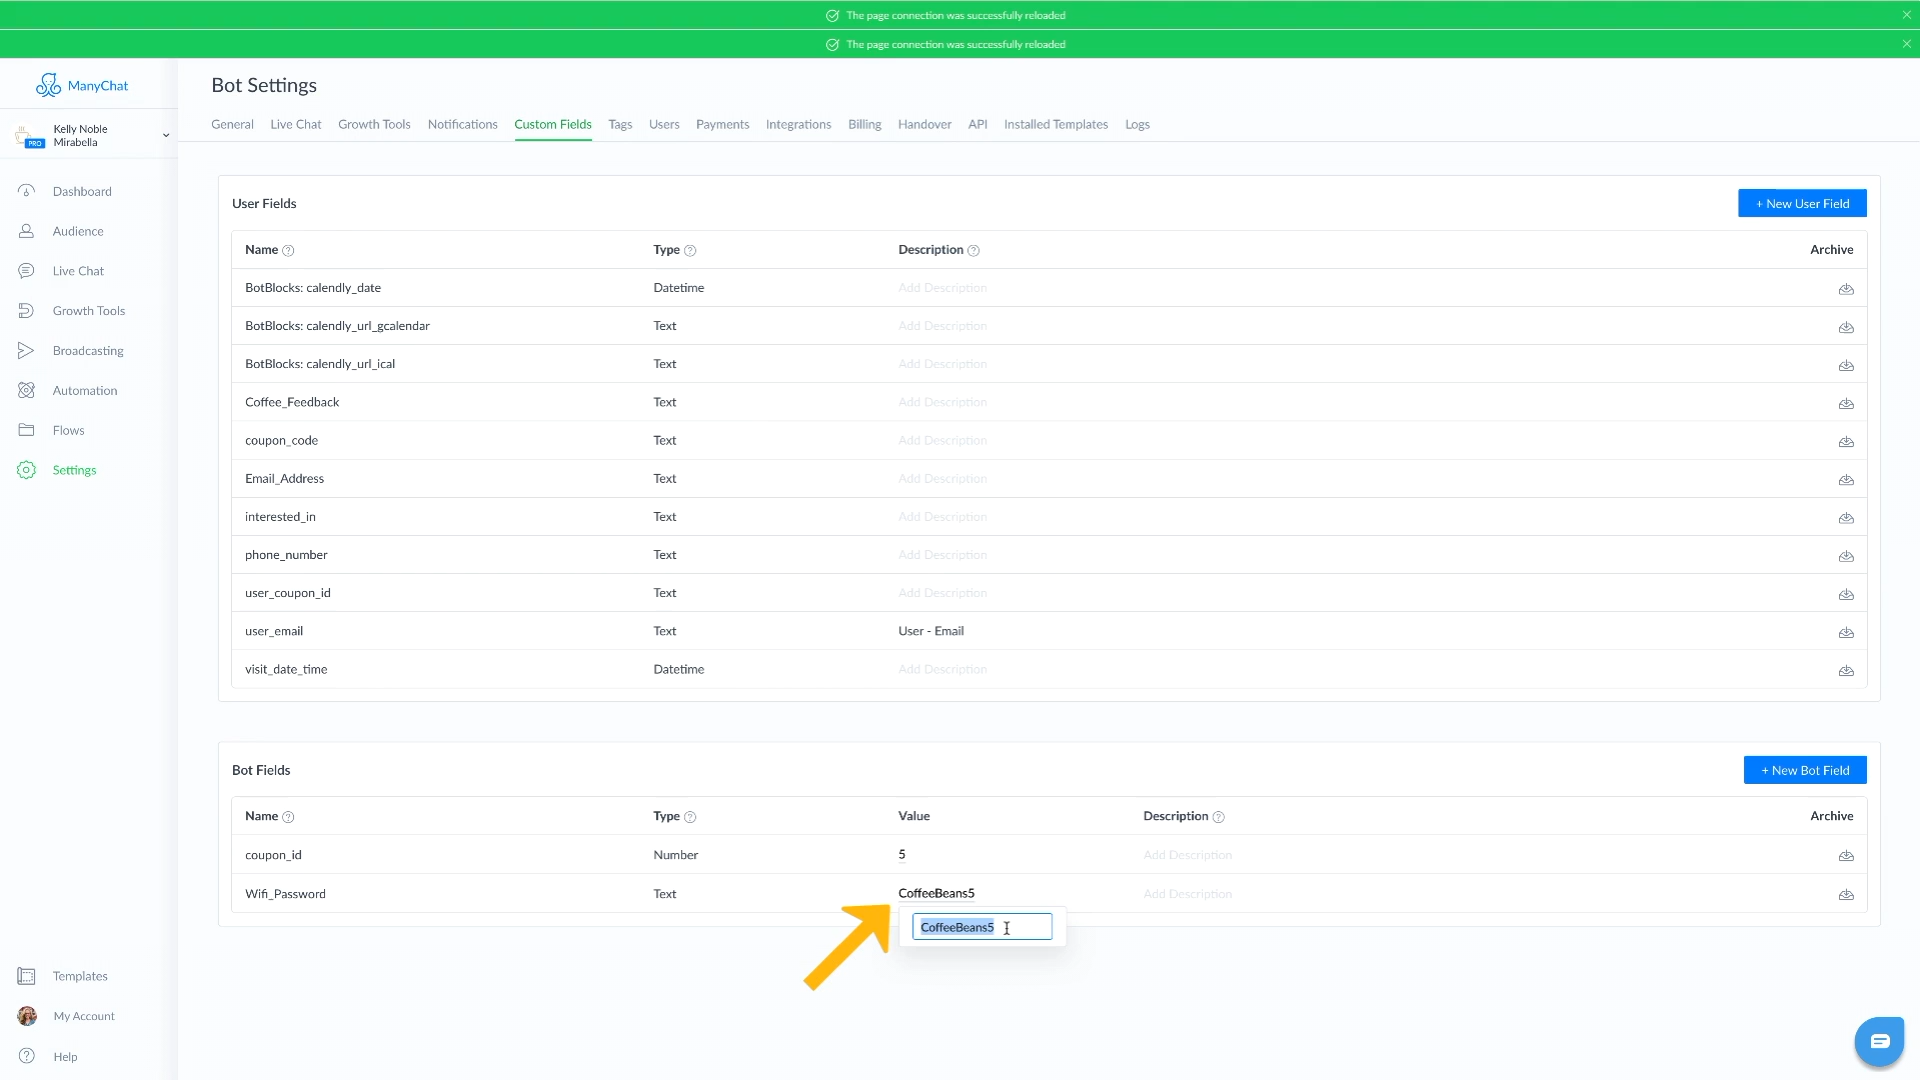 The page connection was successfully reloaded
The page connection was successfully reloaded
ManyChat
Bot Settings
Kelly Noble
Mirabella
PRO
General Live Chat Growth Tools Notifications Custom Fields Tags Users Payments Integrations Billing Handover API Installed Templates Logs
Dashboard
Audience
Live Chat
Growth Tools
Broadcasting
Automation
Flows
Settings
User Fields
+ New User Field
Name ? Type ? Description ? Archive
BotBlocks: calendly_date Datetime Add Description
BotBlocks: calendly_url_gcalendar Text Add Description
BotBlocks: calendly_url_ical Text Add Description
Coffee_Feedback Text Add Description
coupon_code Text Add Description
Email_Address Text Add Description
interested_in Text Add Description
phone_number Text Add Description
user_coupon_id Text Add Description
user_email Text User - Email
visit_date_time Datetime Add Description
Bot Fields
+ New Bot Field
Name ? Type ? Value Description ? Archive
coupon_id Number 5 Add Description
Wifi_Password Text CoffeeBeans5 Add Description
CoffeeBeans5
Templates
My Account
? Help